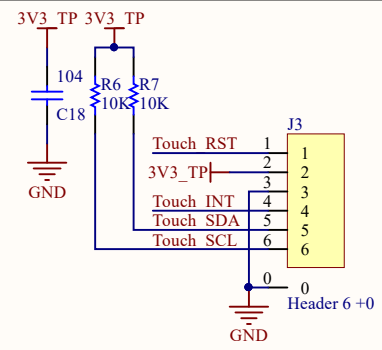 3V3_TP 3V3_TP
104
C18
GND
R6
10K
R7
10K
J3
Touch_RST 1 1
3V3_TP 2 2
3 3
Touch_INT 4 4
Touch_SDA 5 5
Touch_SCL 6 6
0 0
Header 6 +0
GND